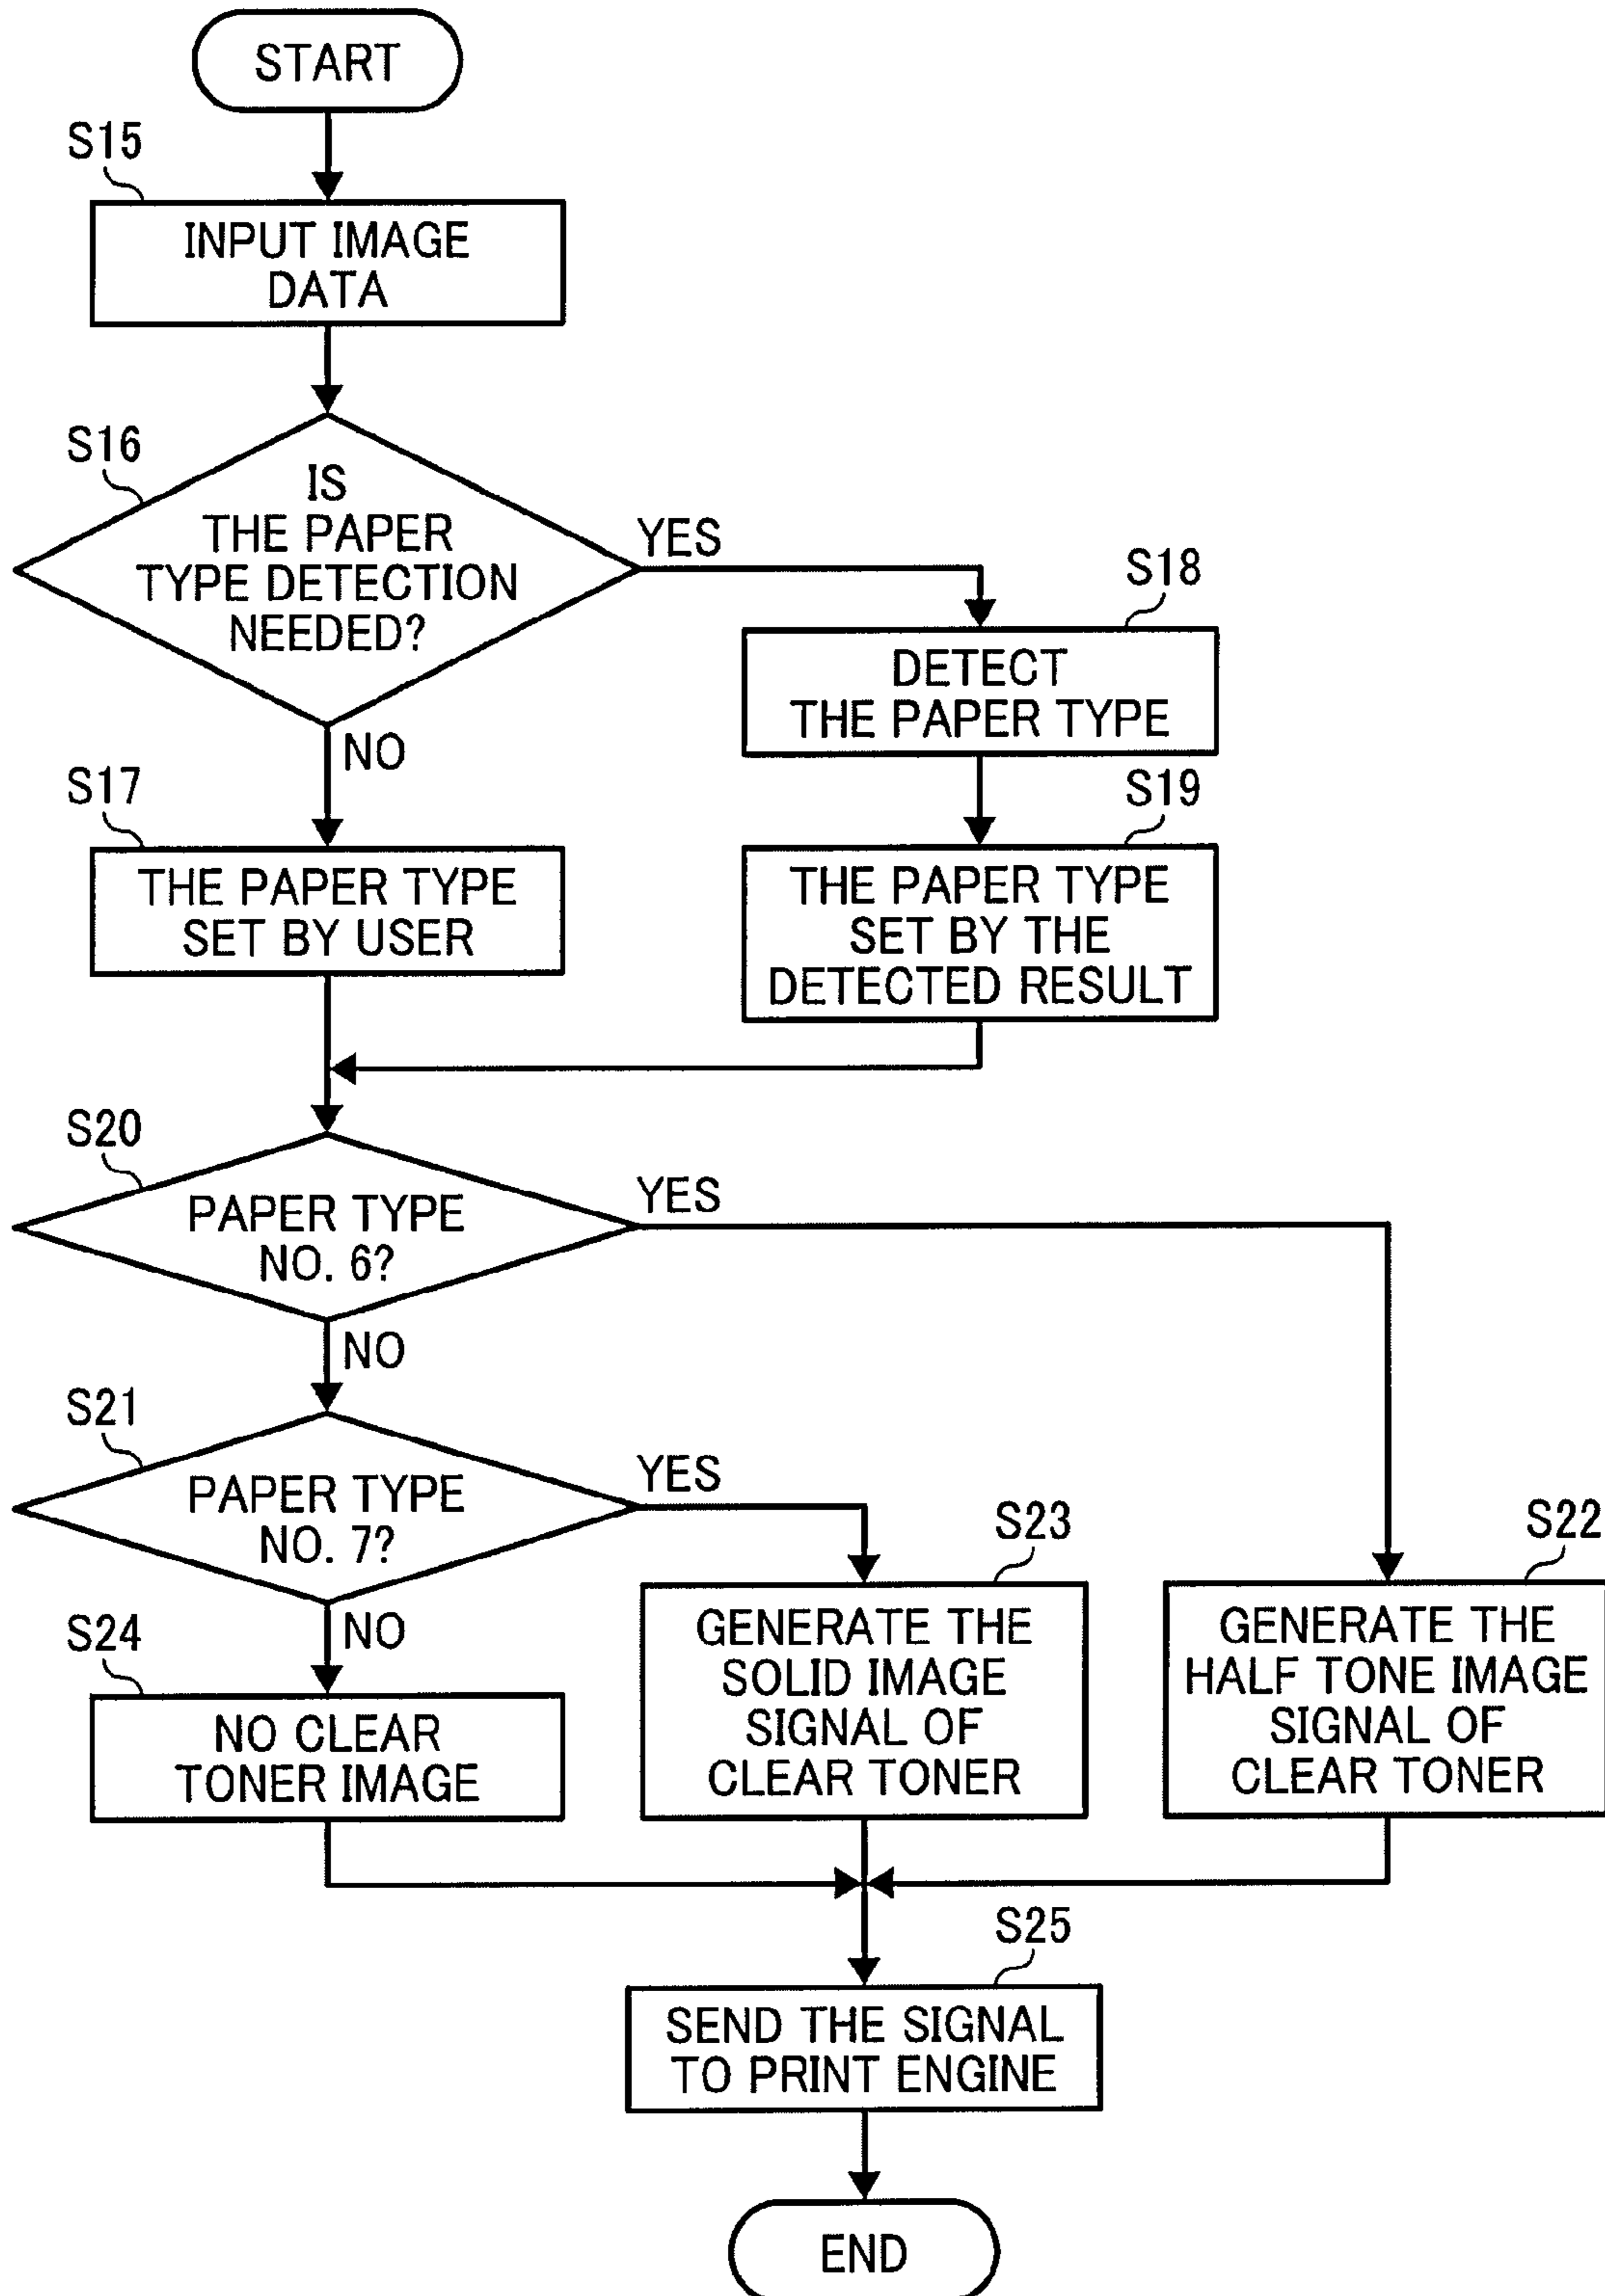 START
S15
INPUT IMAGE
DATA
S16
IS
THE PAPER
TYPE DETECTION
NEEDED?
YES
NO
S18
DETECT
THE PAPER TYPE
S17
THE PAPER TYPE
SET BY USER
S19
THE PAPER TYPE
SET BY THE
DETECTED RESULT
S20
PAPER TYPE
NO. 6?
YES
NO
S21
PAPER TYPE
NO. 7?
YES
NO
S24
NO CLEAR
TONER IMAGE
S23
GENERATE THE
SOLID IMAGE
SIGNAL OF
CLEAR TONER
S22
GENERATE THE
HALF TONE IMAGE
SIGNAL OF
CLEAR TONER
S25
SEND THE SIGNAL
TO PRINT ENGINE
END